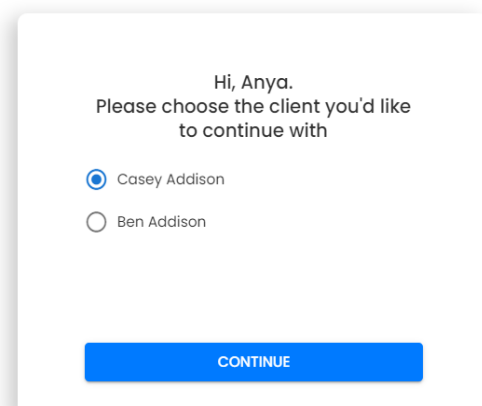 Hi, Anya.
Please choose the client you'd like
to continue with
Casey Addison
Ben Addison
CONTINUE